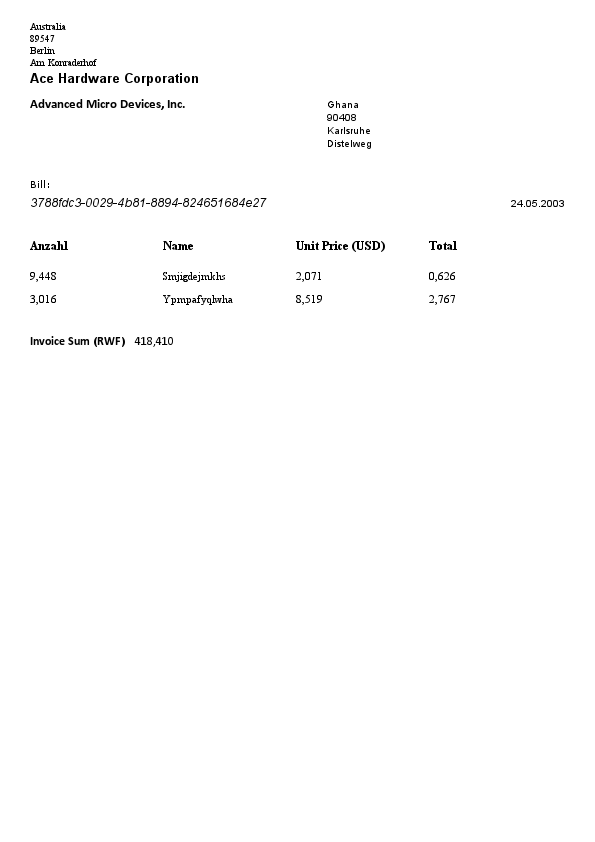 Australia
89547
Berlin
Am Konraderhof
Ace Hardware Corporation
Advanced Micro Devices, Inc.
Ghana
90408
Karlsruhe
Distelweg
Bill:
3788fdc3-0029-4b81-8894-824651684e27 24.05.2003
Anzahl Name Unit Price (USD) Total
9,448 Smjigdejmkhs 2,071 0,626
3,016 Ypmpafyqlwha 8,519 2,767
Invoice Sum (RWF) 418,410